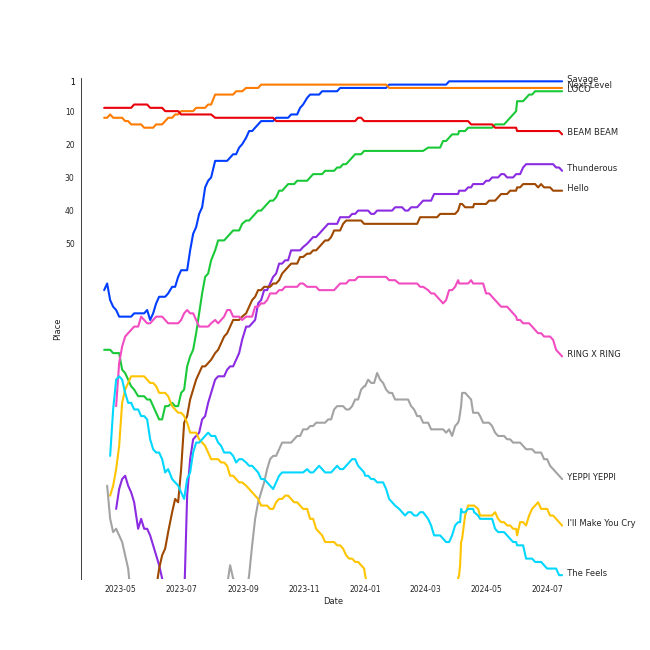 1
10
20
30
40
50
Place
2023-05
2023-07
2023-09
2023-11
2024-01
2024-03
2024-05
2024-07
Date
Savage
Next Level
LOCO
BEAM BEAM
Thunderous
Hello
RING X RING
YEPPI YEPPI
I'll Make You Cry
The Feels